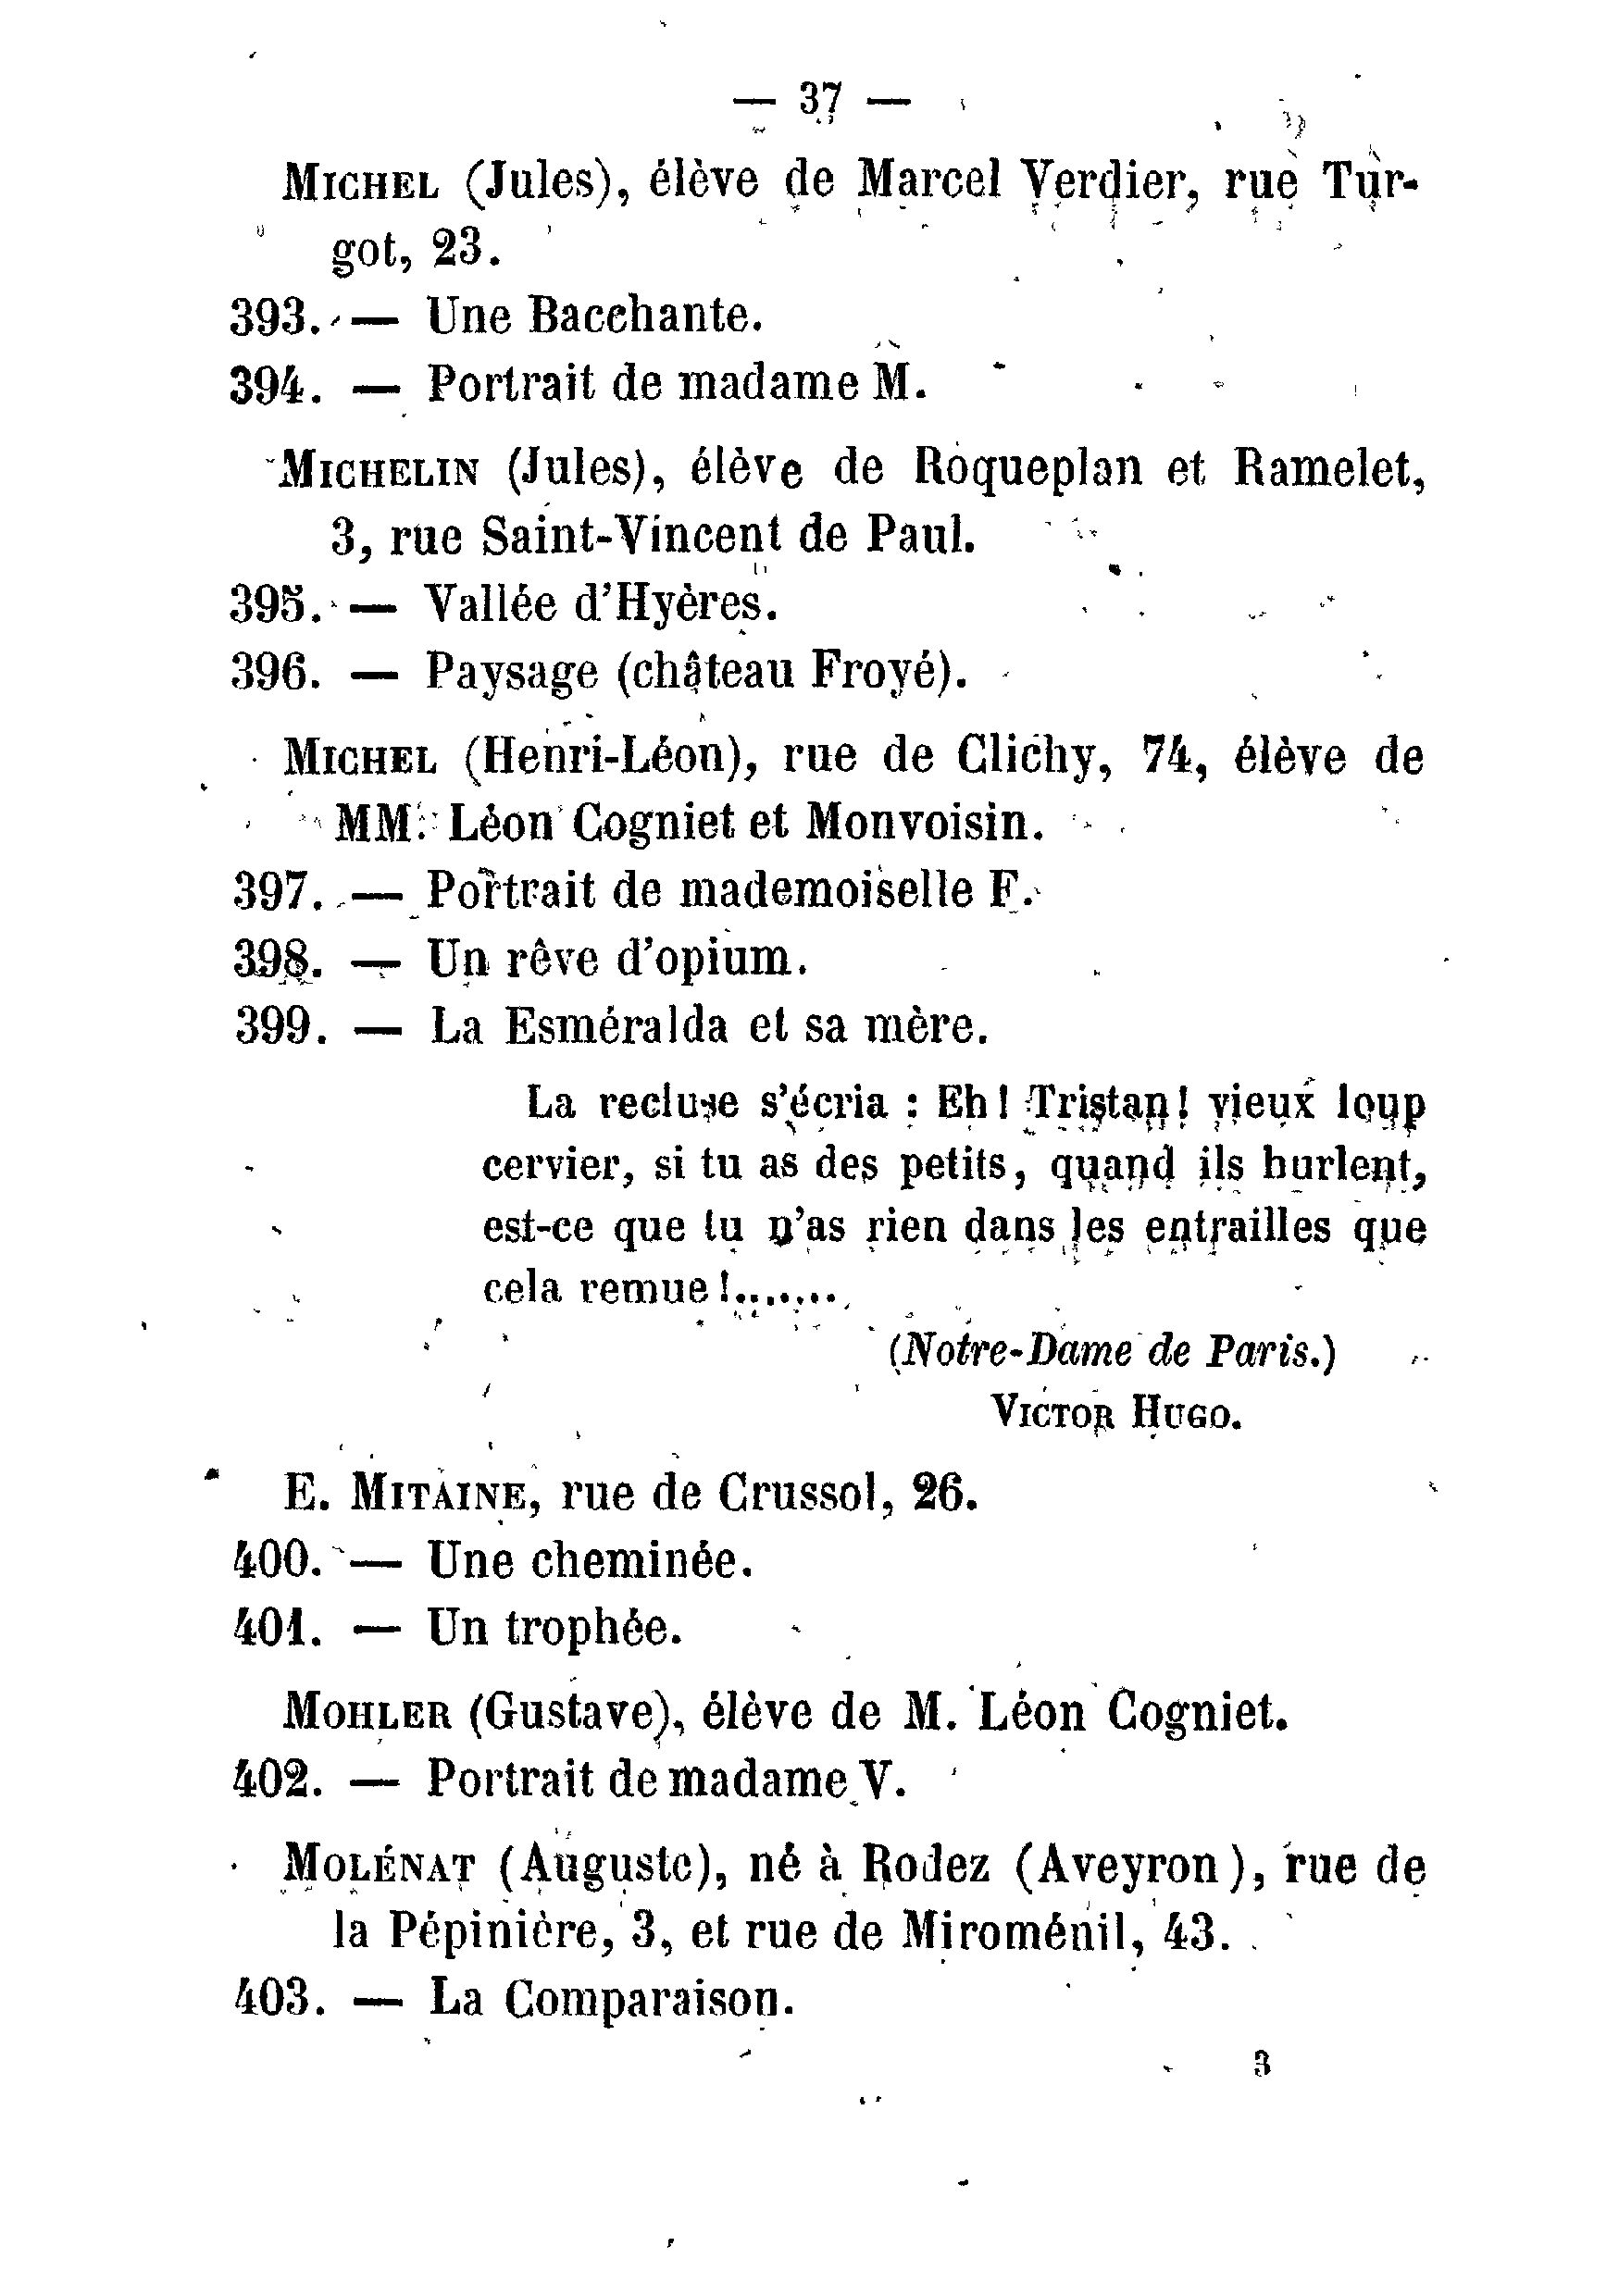 — 37 —
MICHEL (Jules), élève de Marcel Verdier, rue Tur-
got, 23.
393. — Une Bacchante.
394. — Portrait de madame M.
MICHELIN (Jules), élève de Roqueplan et Ramelet,
3, rue Saint-Vincent de Paul.
395. — Vallée d'Hyères.
396. — Paysage (château Froyé).
MICHEL (Henri-Léon), rue de Clichy, 74, élève de
MM. Léon Cogniet et Monvoisin.
397. — Portrait de mademoiselle F.
398. — Un rêve d'opium.
399. — La Esméralda et sa mère.
La recluse s'écria : Eh! Tristan! vieux loup
cervier, si tu as des petits, quand ils hurlent,
est-ce que tu n'as rien dans les entrailles que
cela remue!.......
(Notre-Dame de Paris.)
VICTOR HUGO.
E. MITAINE, rue de Crussol, 26.
400. — Une cheminée.
401. — Un trophée.
MOHLER (Gustave), élève de M. Léon Cogniet.
402. — Portrait de madame V.
MOLÉNAT (Auguste), né à Rodez (Aveyron), rue de
la Pépinière, 3, et rue de Miroménil, 43.
403. — La Comparaison.
3